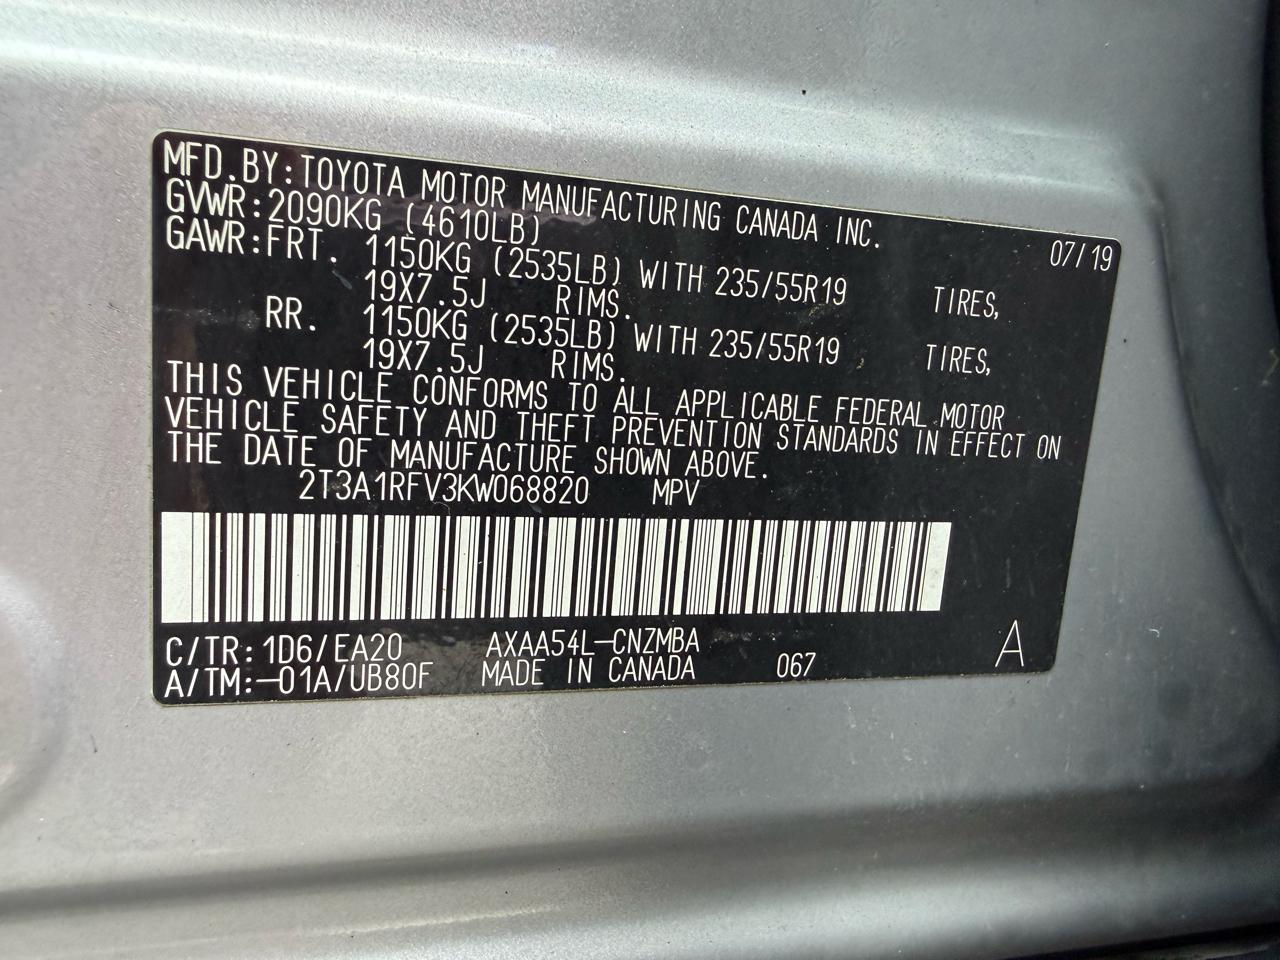 MFD.BY:TOYOTA MOTOR MANUFACTURING CANADA INC. 07/19
GVWR:2090KG (4610LB)
GAWR:FRT. 1150KG (2535LB) WITH 235/55R19 TIRES,
19X7.5J RIMS.
RR. 1150KG (2535LB) WITH 235/55R19 TIRES,
19X7.5J RIMS.
THIS VEHICLE CONFORMS TO ALL APPLICABLE FEDERAL MOTOR
VEHICLE SAFETY AND THEFT PREVENTION STANDARDS IN EFFECT ON
THE DATE OF MANUFACTURE SHOWN ABOVE.
2T3A1RFV3KW068820 MPV
C/TR:1D6/EA20 AXAA54L-CNZMBA
A/TM:-01A/UB80F MADE IN CANADA 067 A